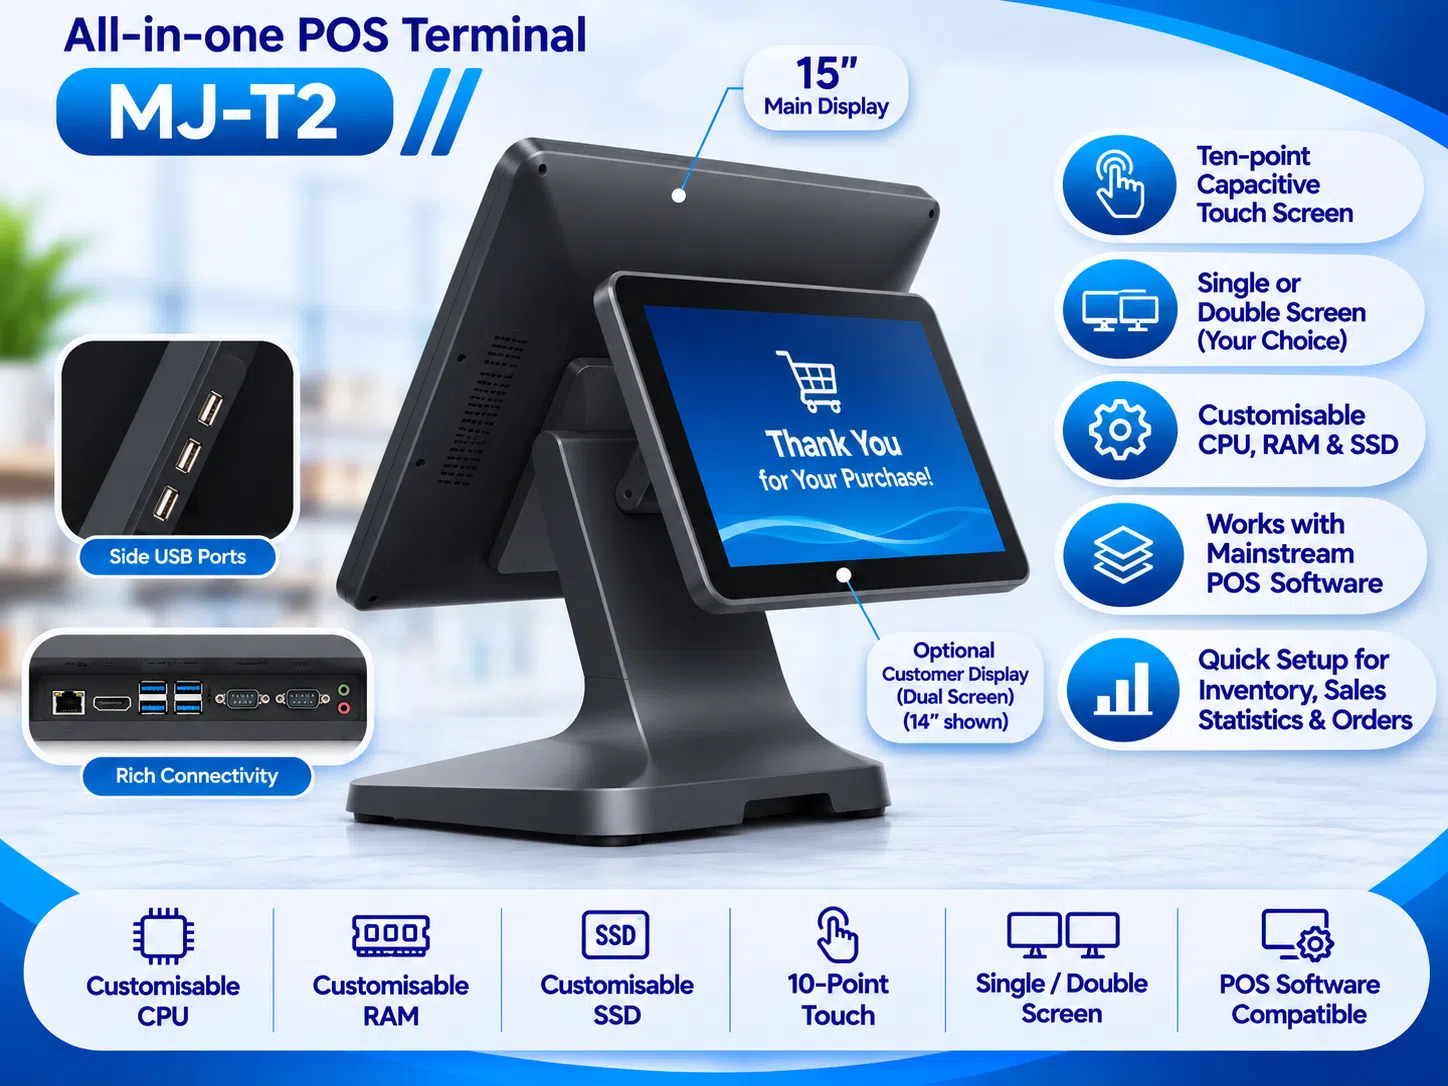 All-in-one POS Terminal
MJ-T2
15”
Main Display
Ten-point
Capacitive
Touch Screen
Single or
Double Screen
(Your Choice)
Customisable
CPU, RAM & SSD
Works with
Mainstream
POS Software
Quick Setup for
Inventory, Sales
Statistics & Orders
Thank You
for Your Purchase!
Side USB Ports
Optional
Customer Display
(Dual Screen)
(14” shown)
Rich Connectivity
Customisable
CPU
Customisable
RAM
SSD
Customisable
SSD
10-Point
Touch
Single / Double
Screen
POS Software
Compatible